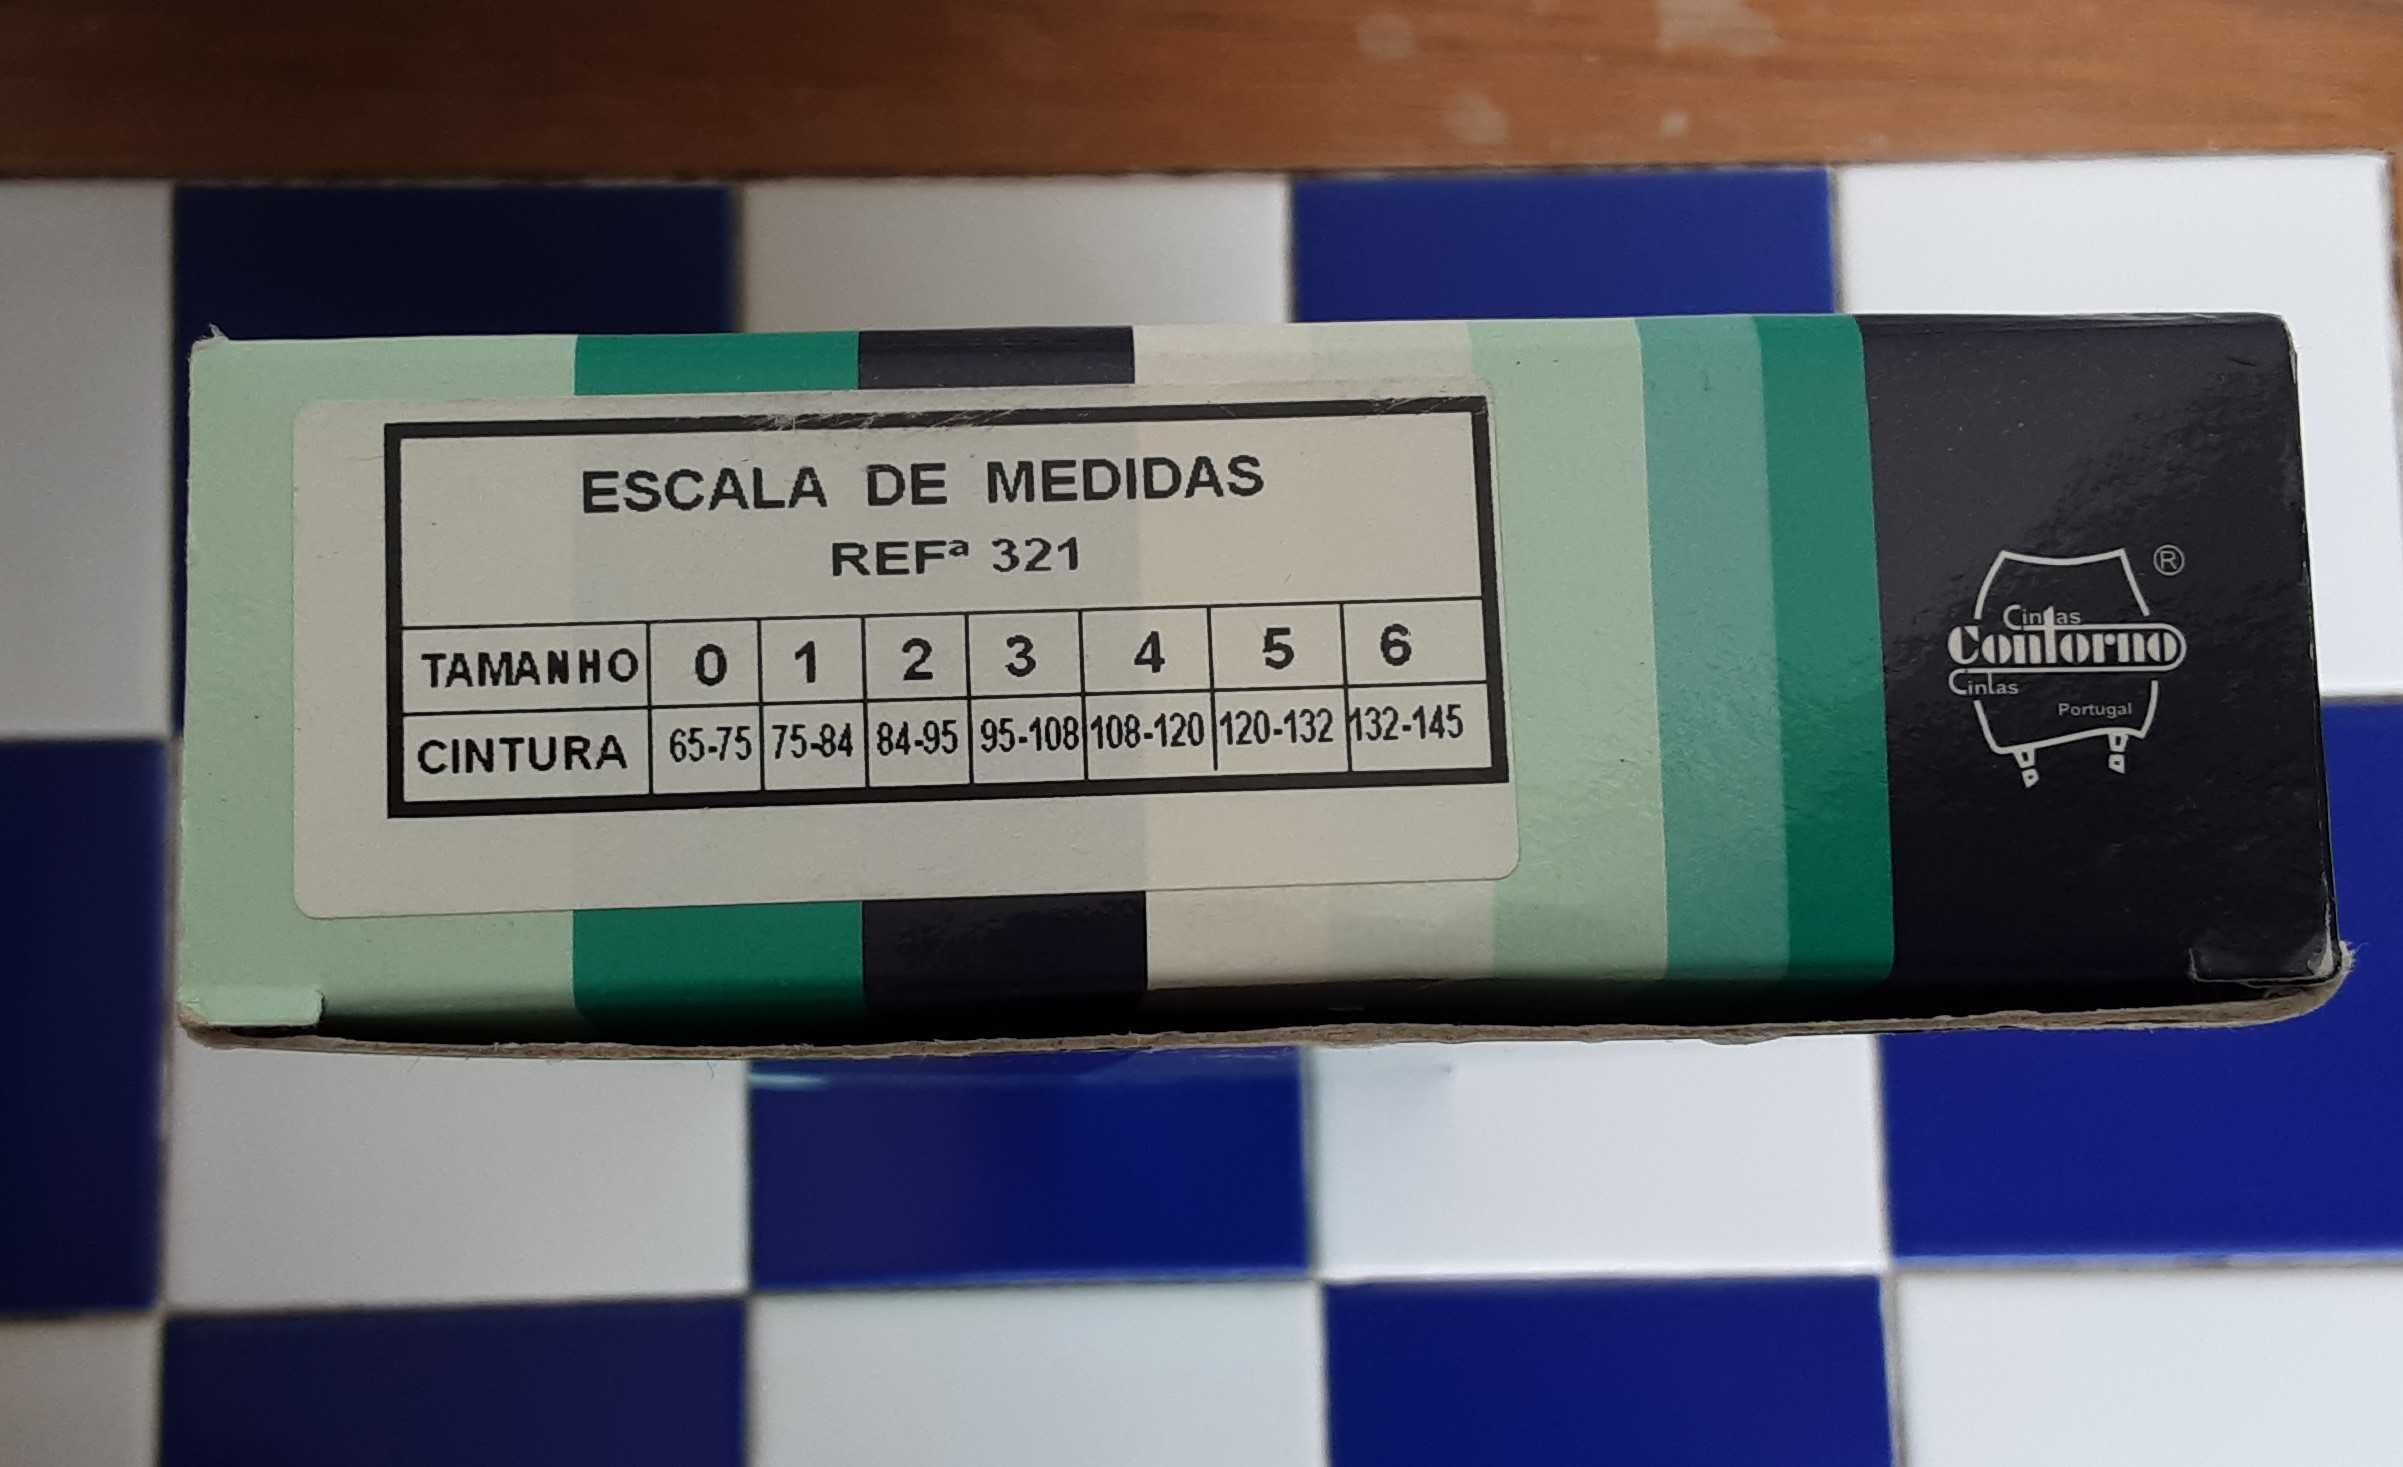 ESCALA DE MEDIDAS
REFª 321
TAMANHO 0 1 2 3 4 5 6
CINTURA 65-75 75-84 84-95 95-108 108-120 120-132 132-145
®
Cintas
Contorno
Cintas
Portugal